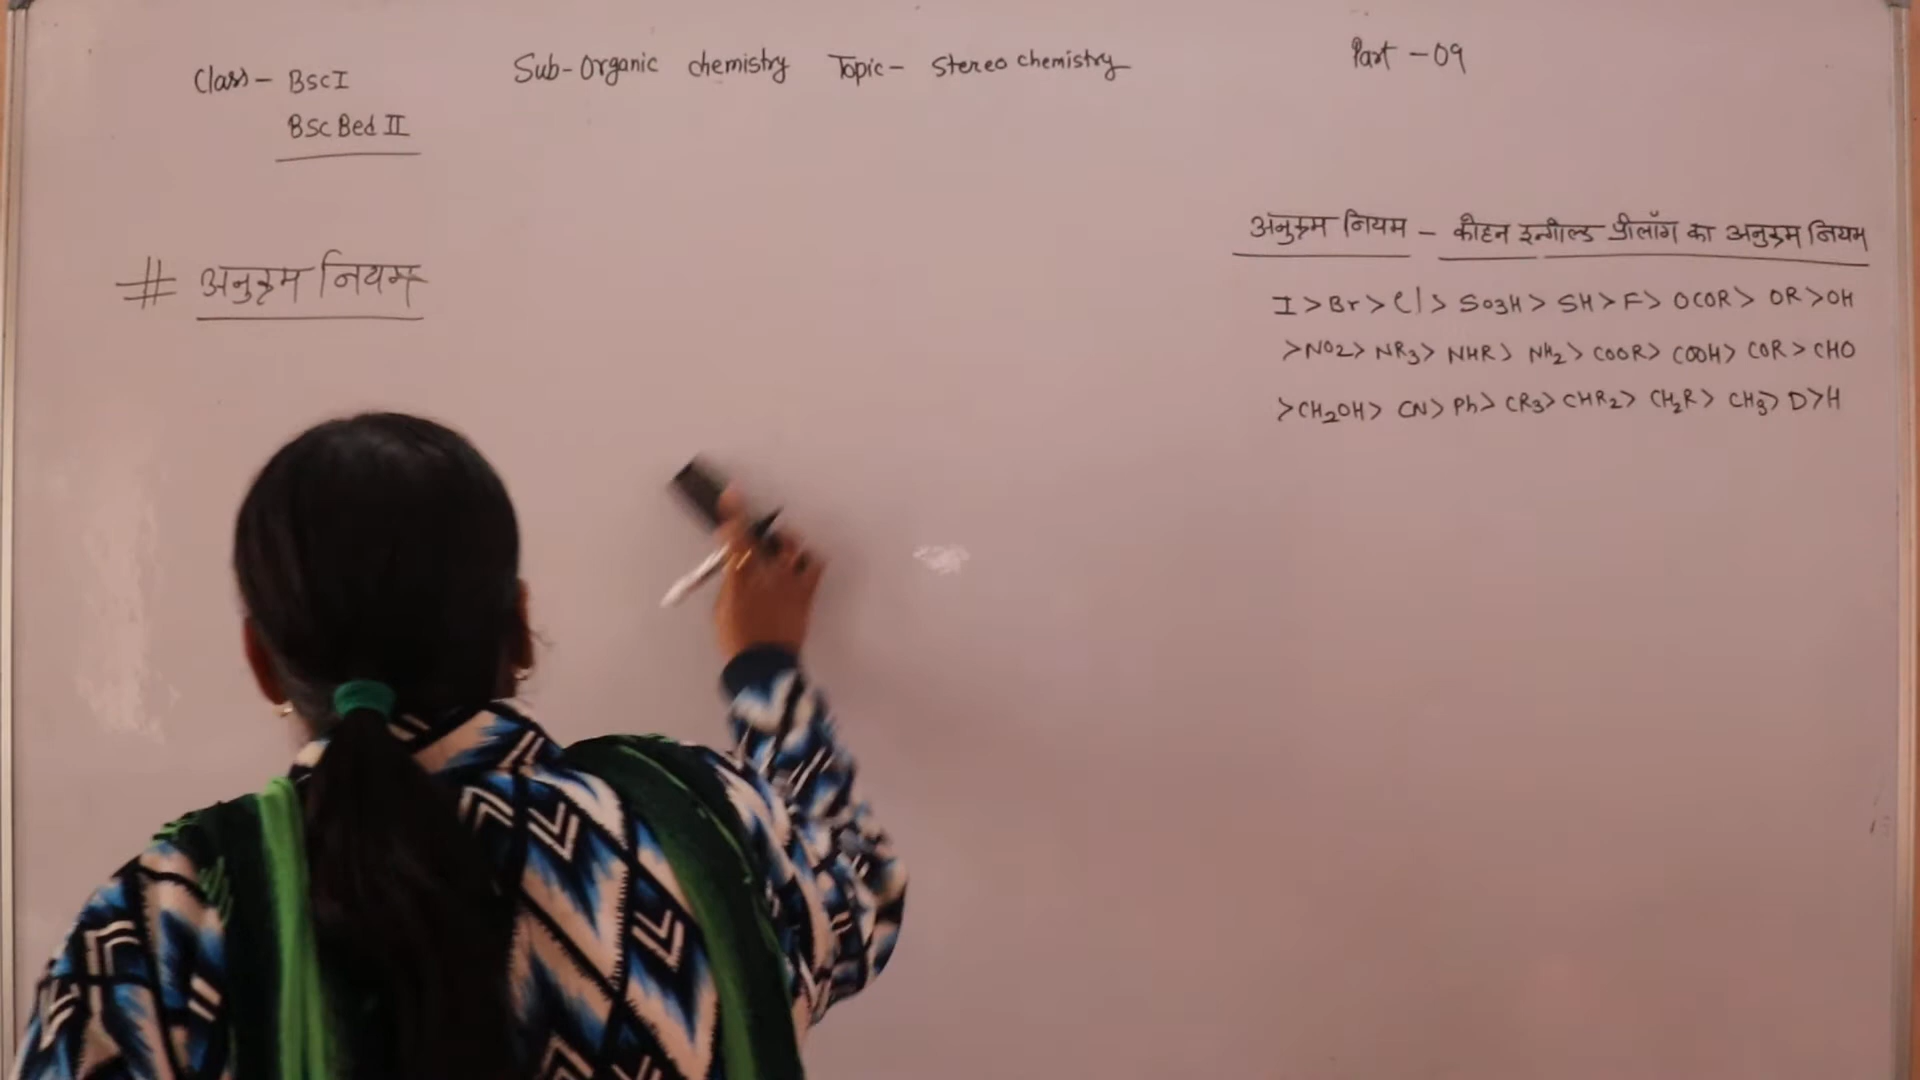 Class - BSc I
BSc Bed II
Sub - Organic chemistry Topic - Stereo chemistry
Part - 09
# अनुक्रम नियम
अनुक्रम नियम - कौहन इन्गोल्ड प्रीलॉग का अनुक्रम नियम
I > Br > Cl > SO3H > SH > F > OCOR > OR > OH
> NO2 > NR3 > NHR > NH2 > COOR > COOH > COR > CHO
> CH2OH > CN > Ph > CR3 > CHR2 > CH2R > CH3 > D > H